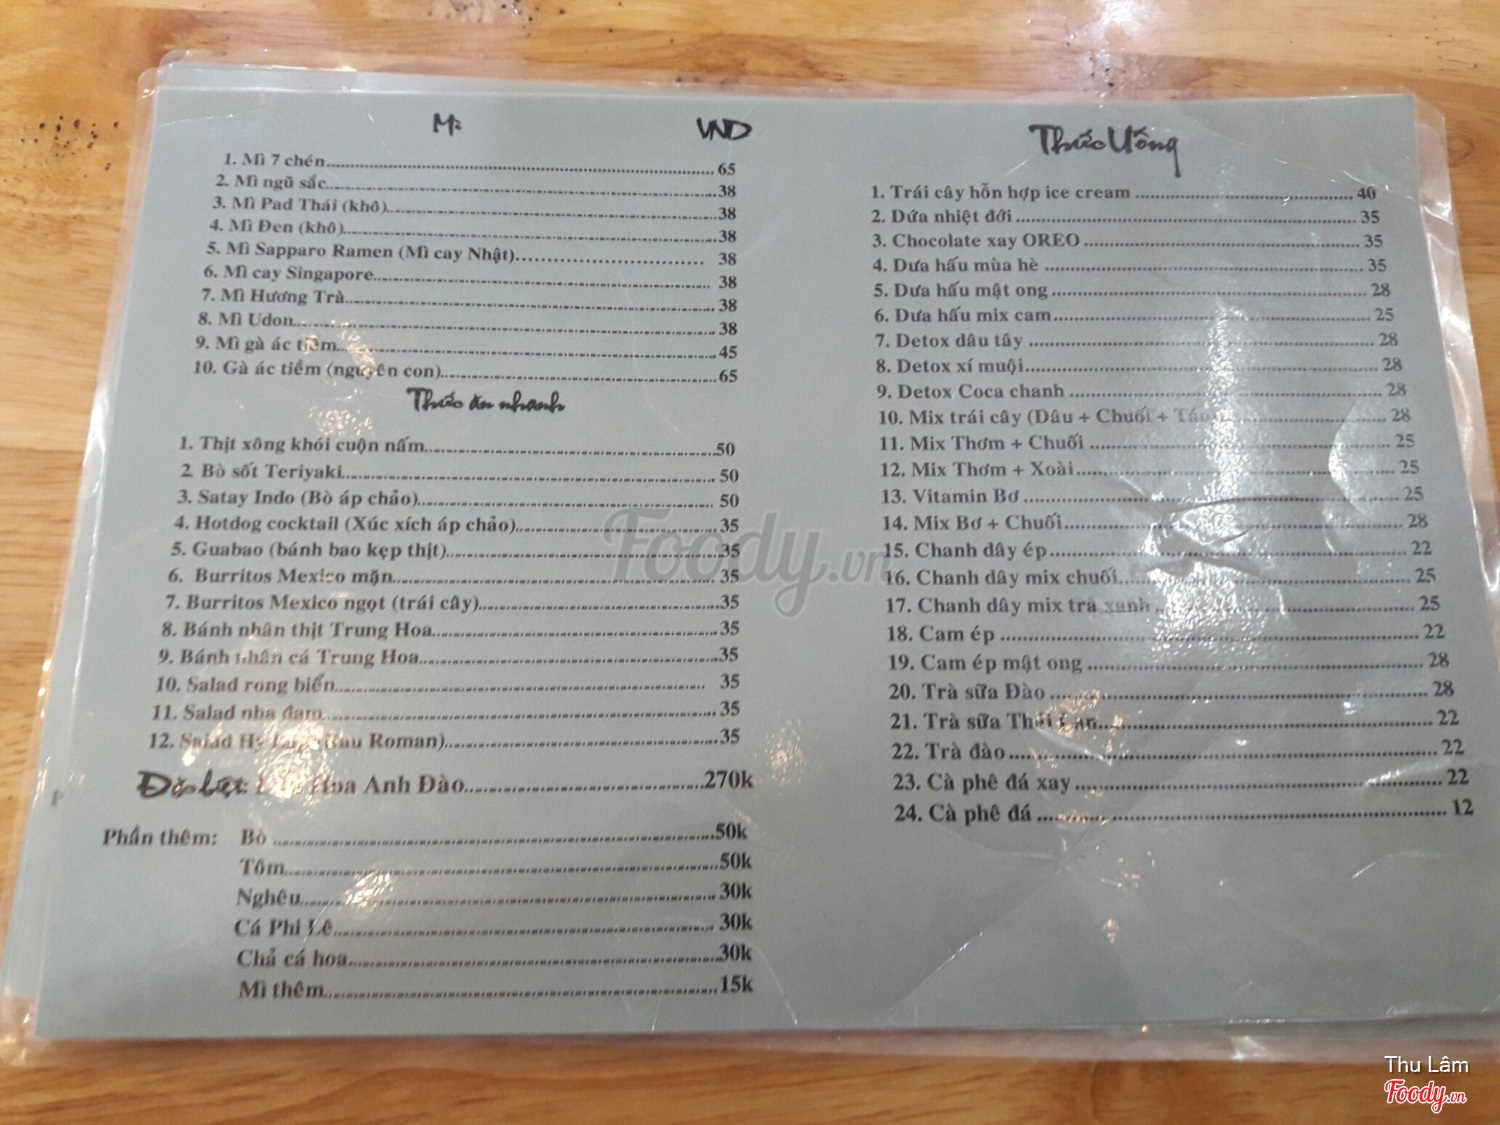 Mì VND
1. Mì 7 chén 65
2. Mì ngũ sắc 38
3. Mì Pad Thái (khô) 38
4. Mì Đen (khô) 38
5. Mì Sapparo Ramen (Mì cay Nhật) 38
6. Mì cay Singapore 38
7. Mì Hương Trà 38
8. Mì Udon 38
9. Mì gà ác tiềm 45
10. Gà ác tiềm (nguyên con) 65
Thức ăn nhanh
1. Thịt xông khói cuộn nấm 50
2. Bò sốt Teriyaki 50
3. Satay Indo (Bò áp chảo) 50
4. Hotdog cocktail (Xúc xích áp chảo) 35
5. Guabao (bánh bao kẹp thịt) 35
6. Burritos Mexico mặn 35
7. Burritos Mexico ngọt (trái cây) 35
8. Bánh nhân thịt Trung Hoa 35
9. Bánh nhân cá Trung Hoa 35
10. Salad rong biển 35
11. Salad nha đam 35
12. Salad Hy Lạp (Rau Roman) 35
Đặc biệt: Hoa Anh Đào 270k
Phần thêm: Bò 50k
Tôm 50k
Nghêu 30k
Cá Phi Lê 30k
Chả cá hoa 30k
Mì thêm 15k
Thức Uống
1. Trái cây hỗn hợp ice cream 40
2. Dứa nhiệt đới 35
3. Chocolate xay OREO 35
4. Dưa hấu mùa hè 35
5. Dưa hấu mật ong 28
6. Dưa hấu mix cam 25
7. Detox dâu tây 28
8. Detox xí muội 28
9. Detox Coca chanh 28
10. Mix trái cây (Dâu + Chuối + Táo) 28
11. Mix Thơm + Chuối 25
12. Mix Thơm + Xoài 25
13. Vitamin Bơ 25
14. Mix Bơ + Chuối 28
15. Chanh dây ép 22
16. Chanh dây mix chuối 25
17. Chanh dây mix trà xanh 25
18. Cam ép 22
19. Cam ép mật ong 28
20. Trà sữa Đào 28
21. Trà sữa Thái Lan 22
22. Trà đào 22
23. Cà phê đá xay 22
24. Cà phê đá 12
Foody.vn
Thu Lâm
Foody.vn